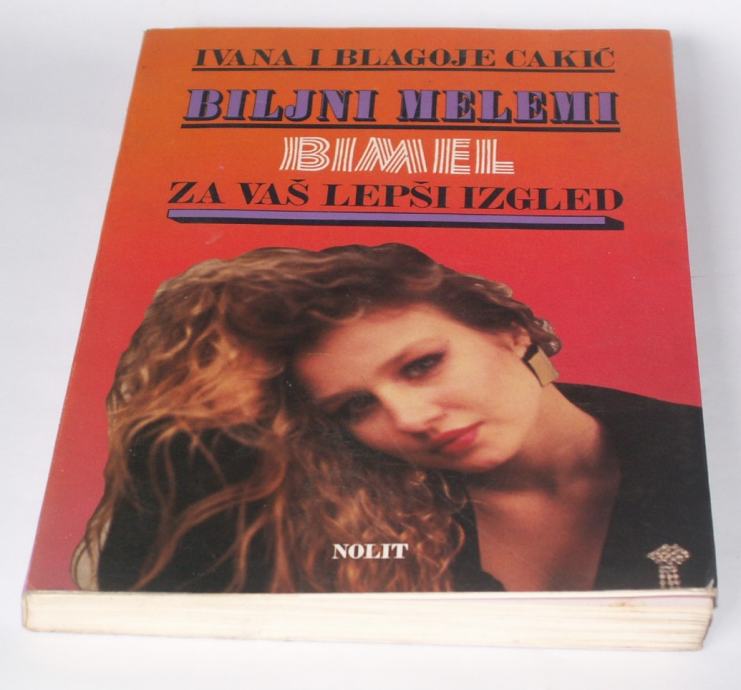 IVANA I BLAGOJE CAKIĆ
BILJNI MELEMI
BIMEL
ZA VAŠ LEPŠI IZGLED
NOLIT